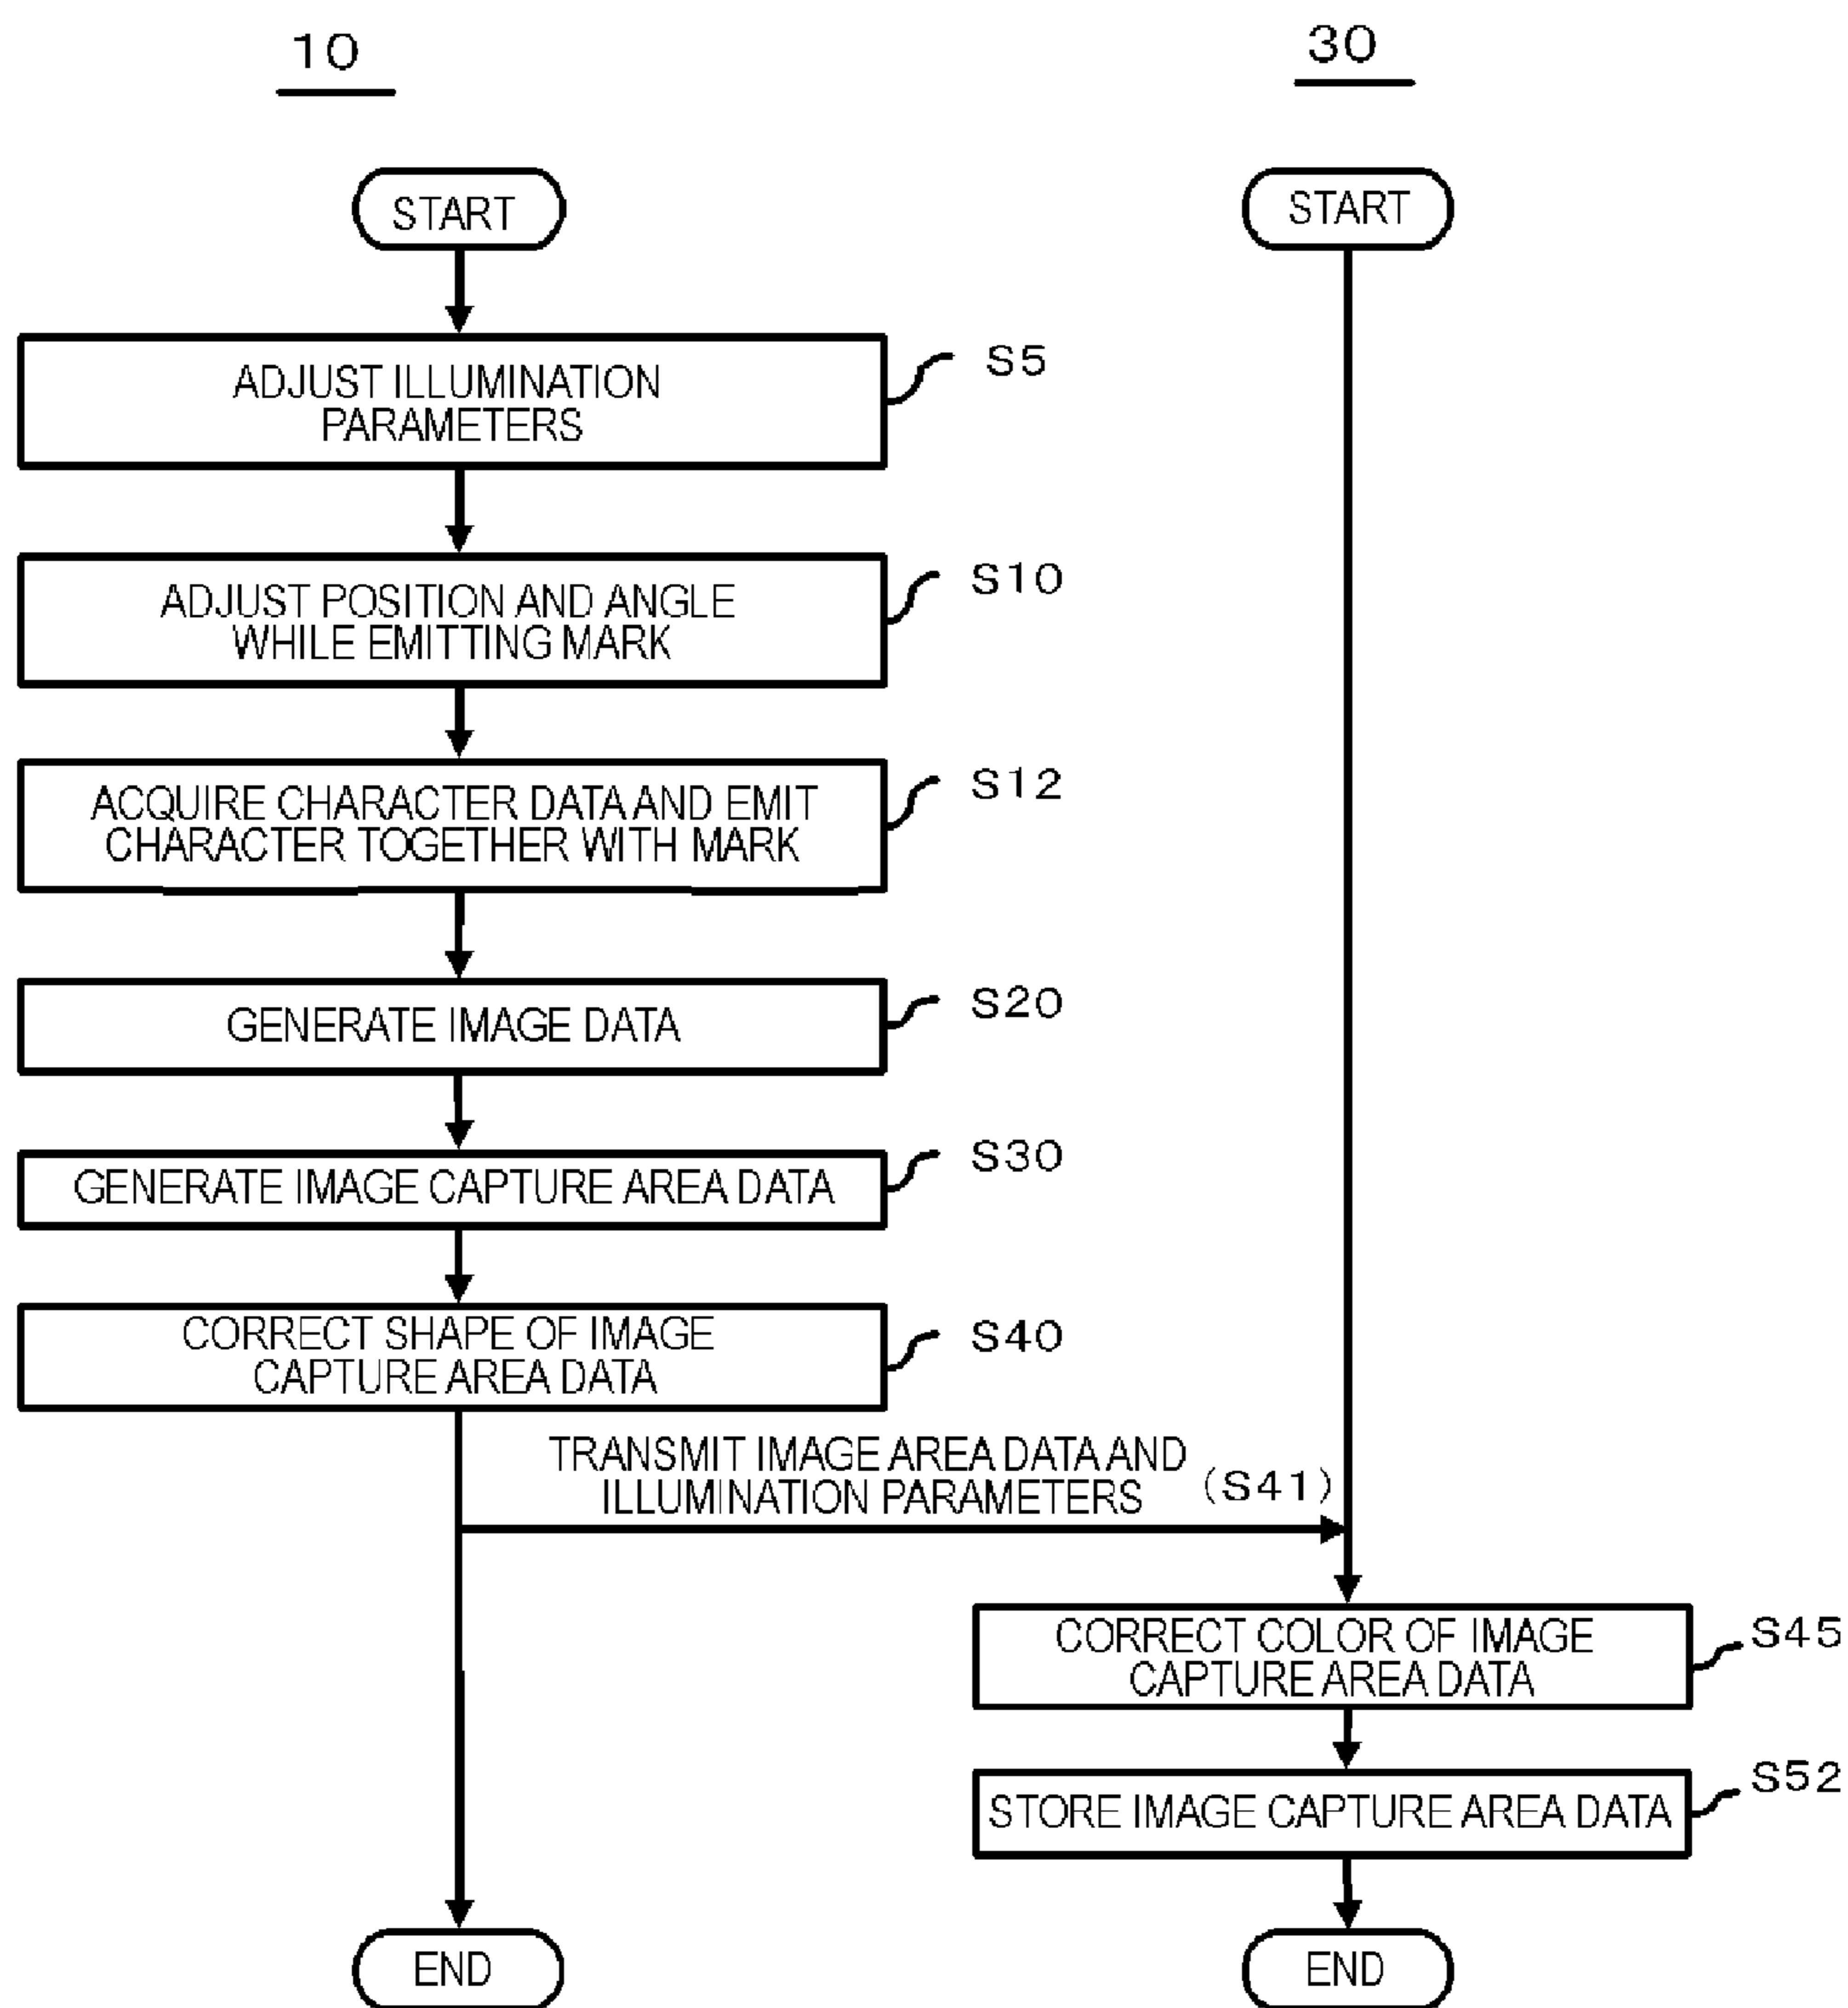 10
30
START
START
ADJUST ILLUMINATION
PARAMETERS
S5
ADJUST POSITION AND ANGLE
WHILE EMITTING MARK
S10
ACQUIRE CHARACTER DATA AND EMIT
CHARACTER TOGETHER WITH MARK
S12
GENERATE IMAGE DATA
S20
GENERATE IMAGE CAPTURE AREA DATA
S30
CORRECT SHAPE OF IMAGE
CAPTURE AREA DATA
S40
TRANSMIT IMAGE AREA DATA AND
ILLUMINATION PARAMETERS
(S41)
CORRECT COLOR OF IMAGE
CAPTURE AREA DATA
S45
STORE IMAGE CAPTURE AREA DATA
S52
END
END